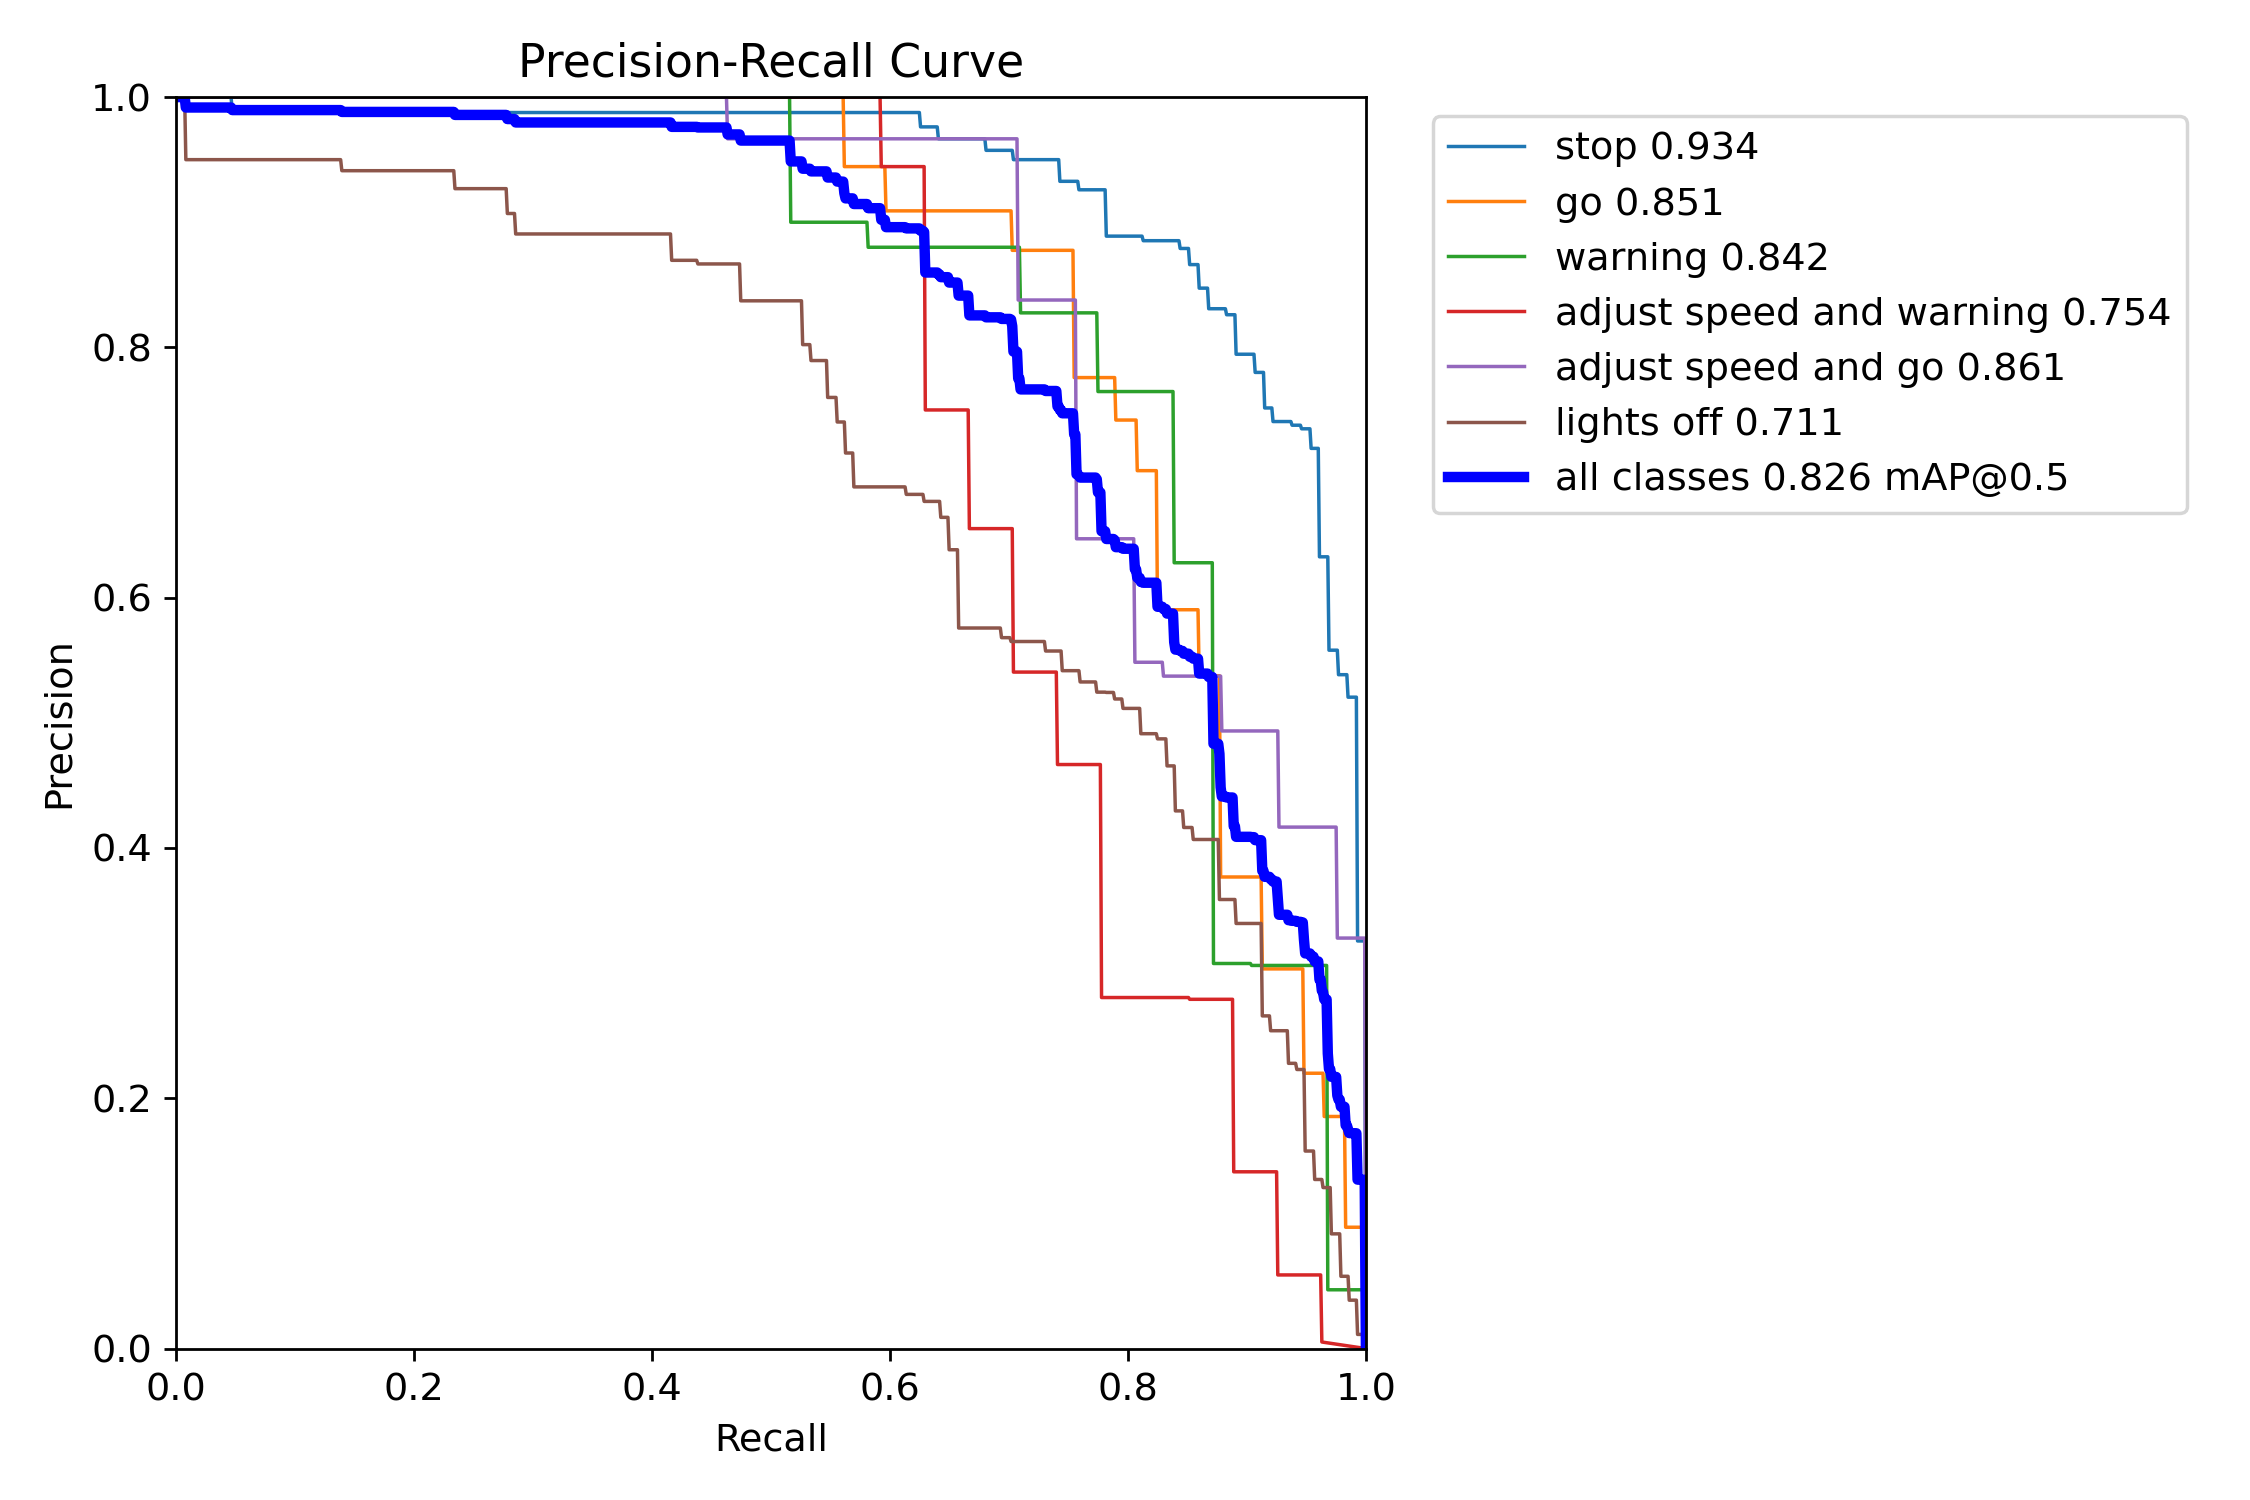 Precision-Recall Curve
1.0
0.8
0.6
0.4
0.2
0.0
Precision
0.0 0.2 0.4 0.6 0.8 1.0
Recall
stop 0.934
go 0.851
warning 0.842
adjust speed and warning 0.754
adjust speed and go 0.861
lights off 0.711
all classes 0.826 mAP@0.5